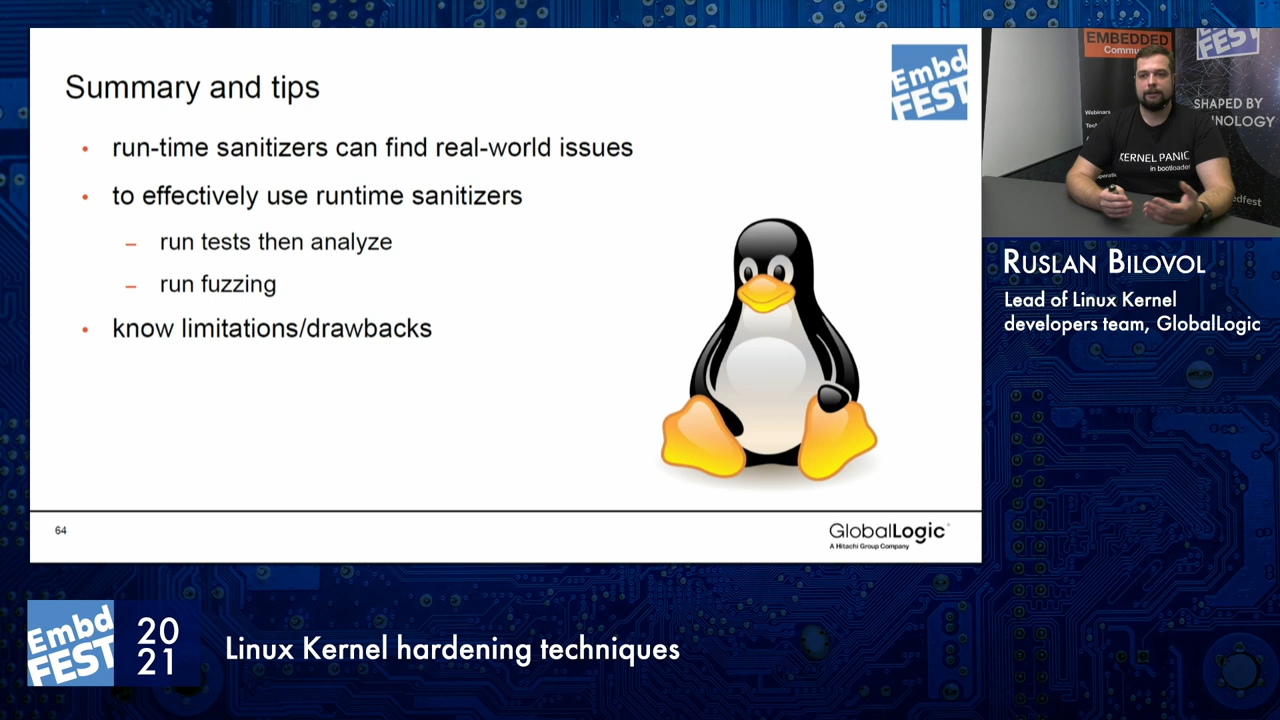 Summary and tips
Embd
FEST
• run-time sanitizers can find real-world issues
• to effectively use runtime sanitizers
– run tests then analyze
– run fuzzing
• know limitations/drawbacks
64
GlobalLogic
A Hitachi Group Company
EMBEDDED
Webinars
FEST
SHAPED BY
KERNEL PANIC
in bootloader
RUSLAN BILOVOL
Lead of Linux Kernel
developers team, GlobalLogic
Embd
FEST
20
21
Linux Kernel hardening techniques